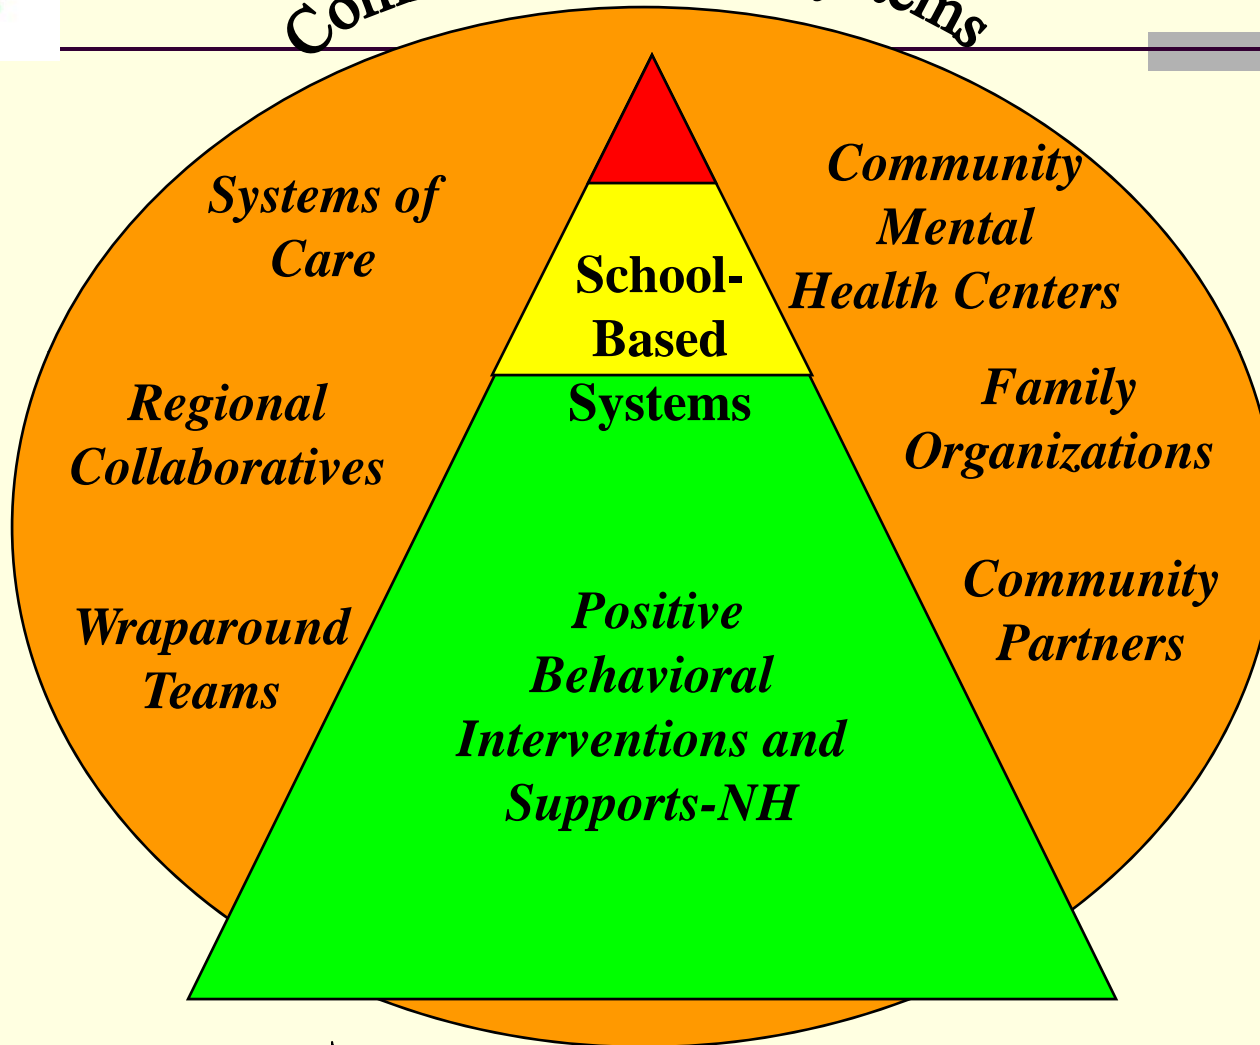 Systems of
Care
Regional
Collaboratives
Wraparound
Teams
School-
Based
Systems
Positive
Behavioral
Interventions and
Supports-NH
Community
Mental
Health Centers
Family
Organizations
Community
Partners